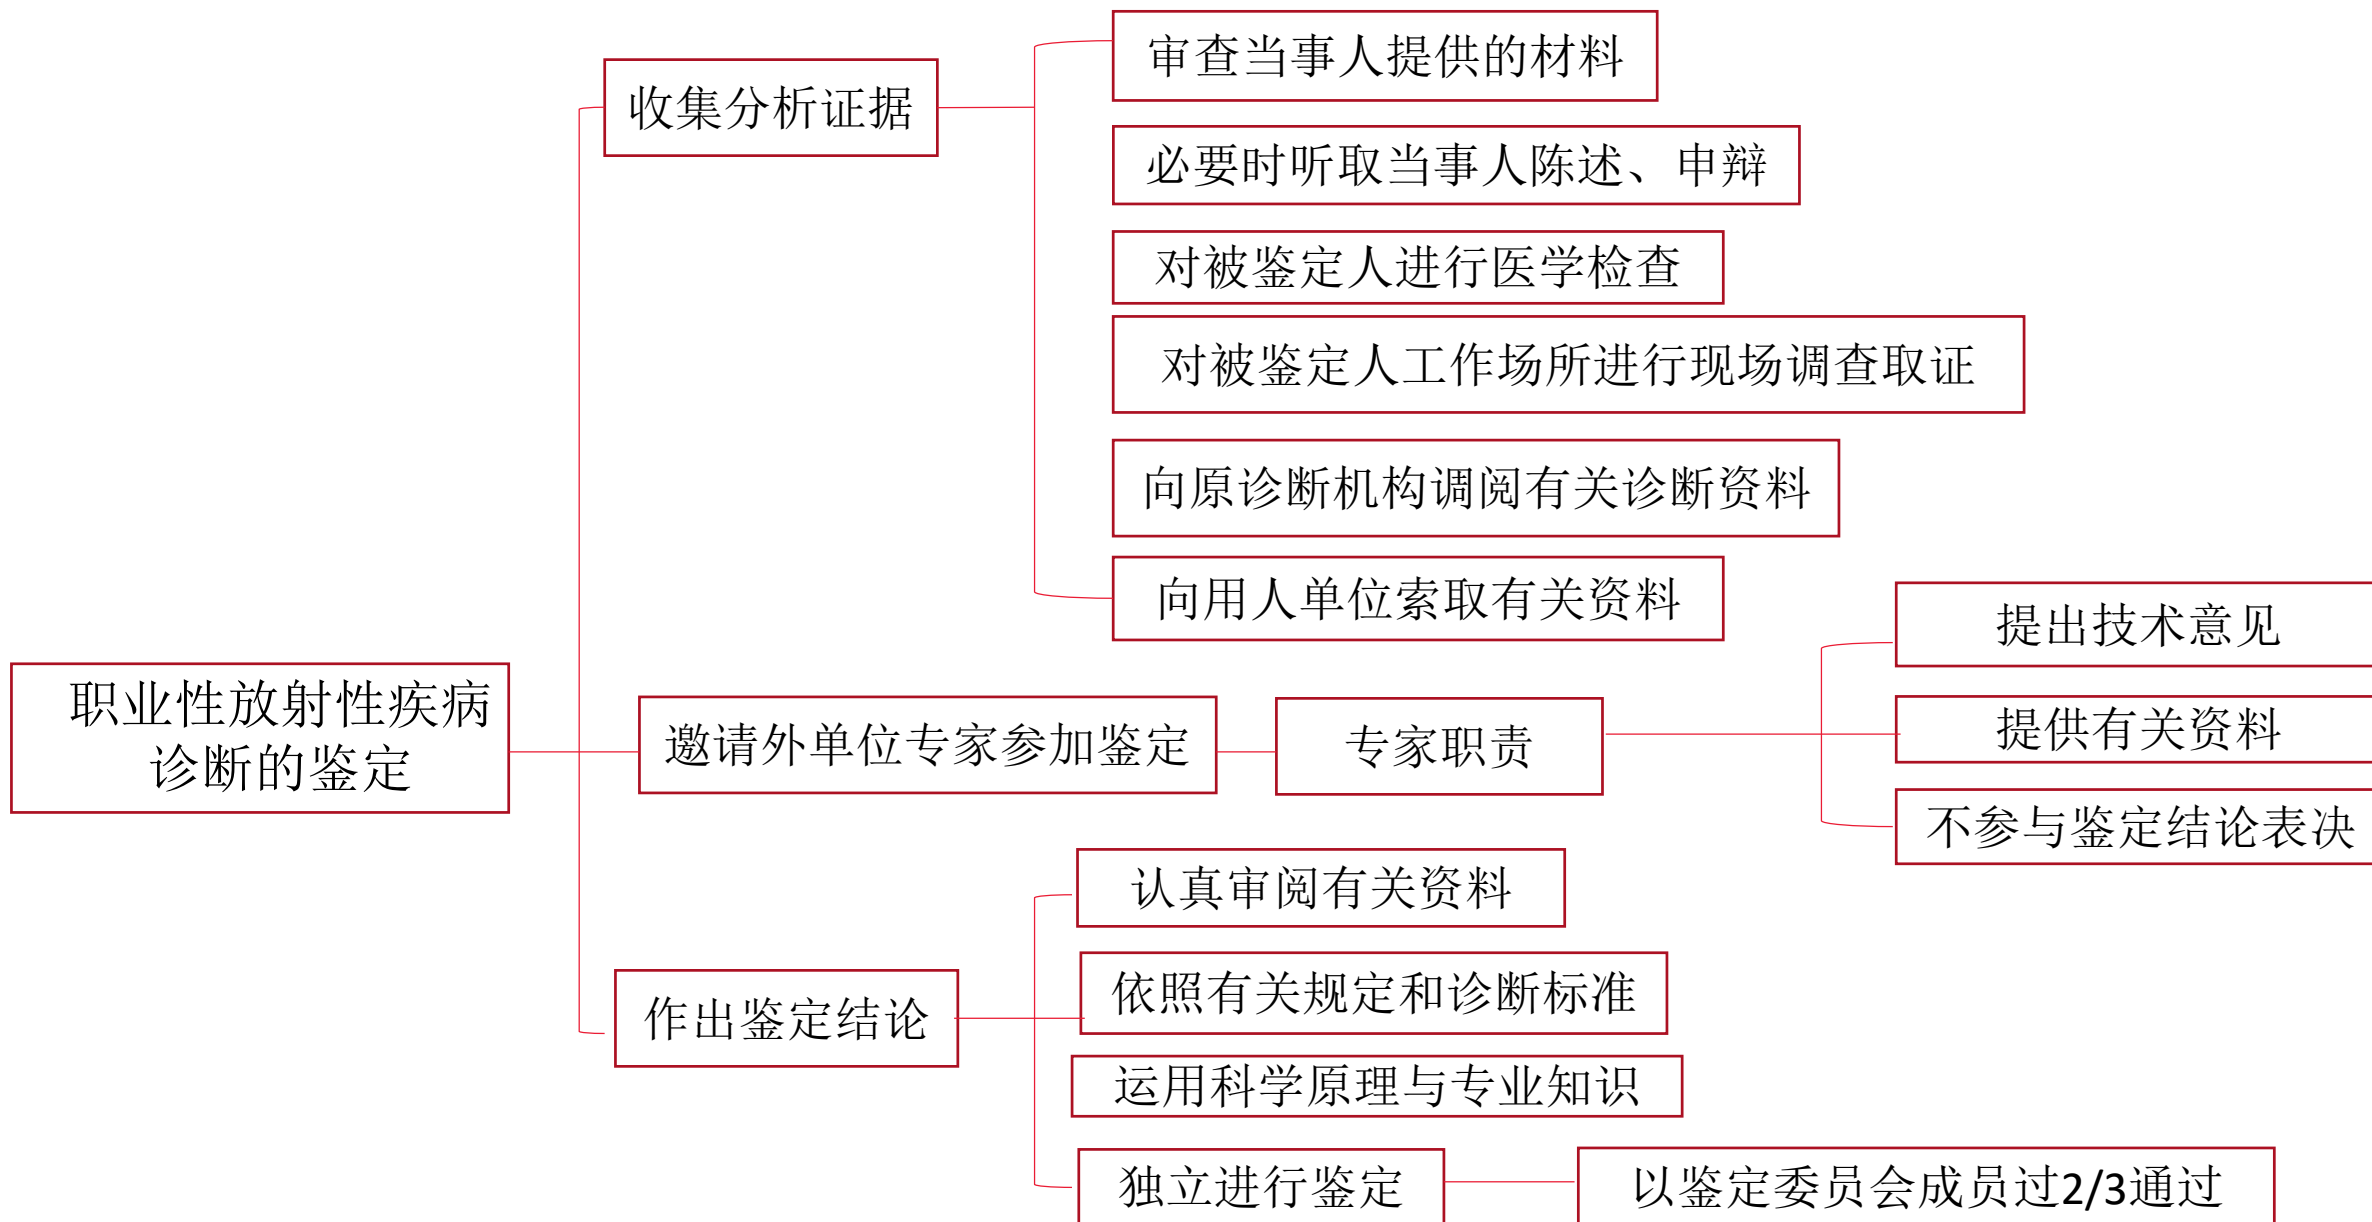 审查当事人提供的材料
收集分析证据
必要时听取当事人陈述、申辩
对被鉴定人进行医学检查
对被鉴定人工作场所进行现场调查取证
向原诊断机构调阅有关诊断资料
向用人单位索取有关资料
提出技术意见
职业性放射性疾病
诊断的鉴定
邀请外单位专家参加鉴定
专家职责
提供有关资料
不参与鉴定结论表决
认真审阅有关资料
作出鉴定结论
依照有关规定和诊断标准
运用科学原理与专业知识
独立进行鉴定
以鉴定委员会成员过2/3通过